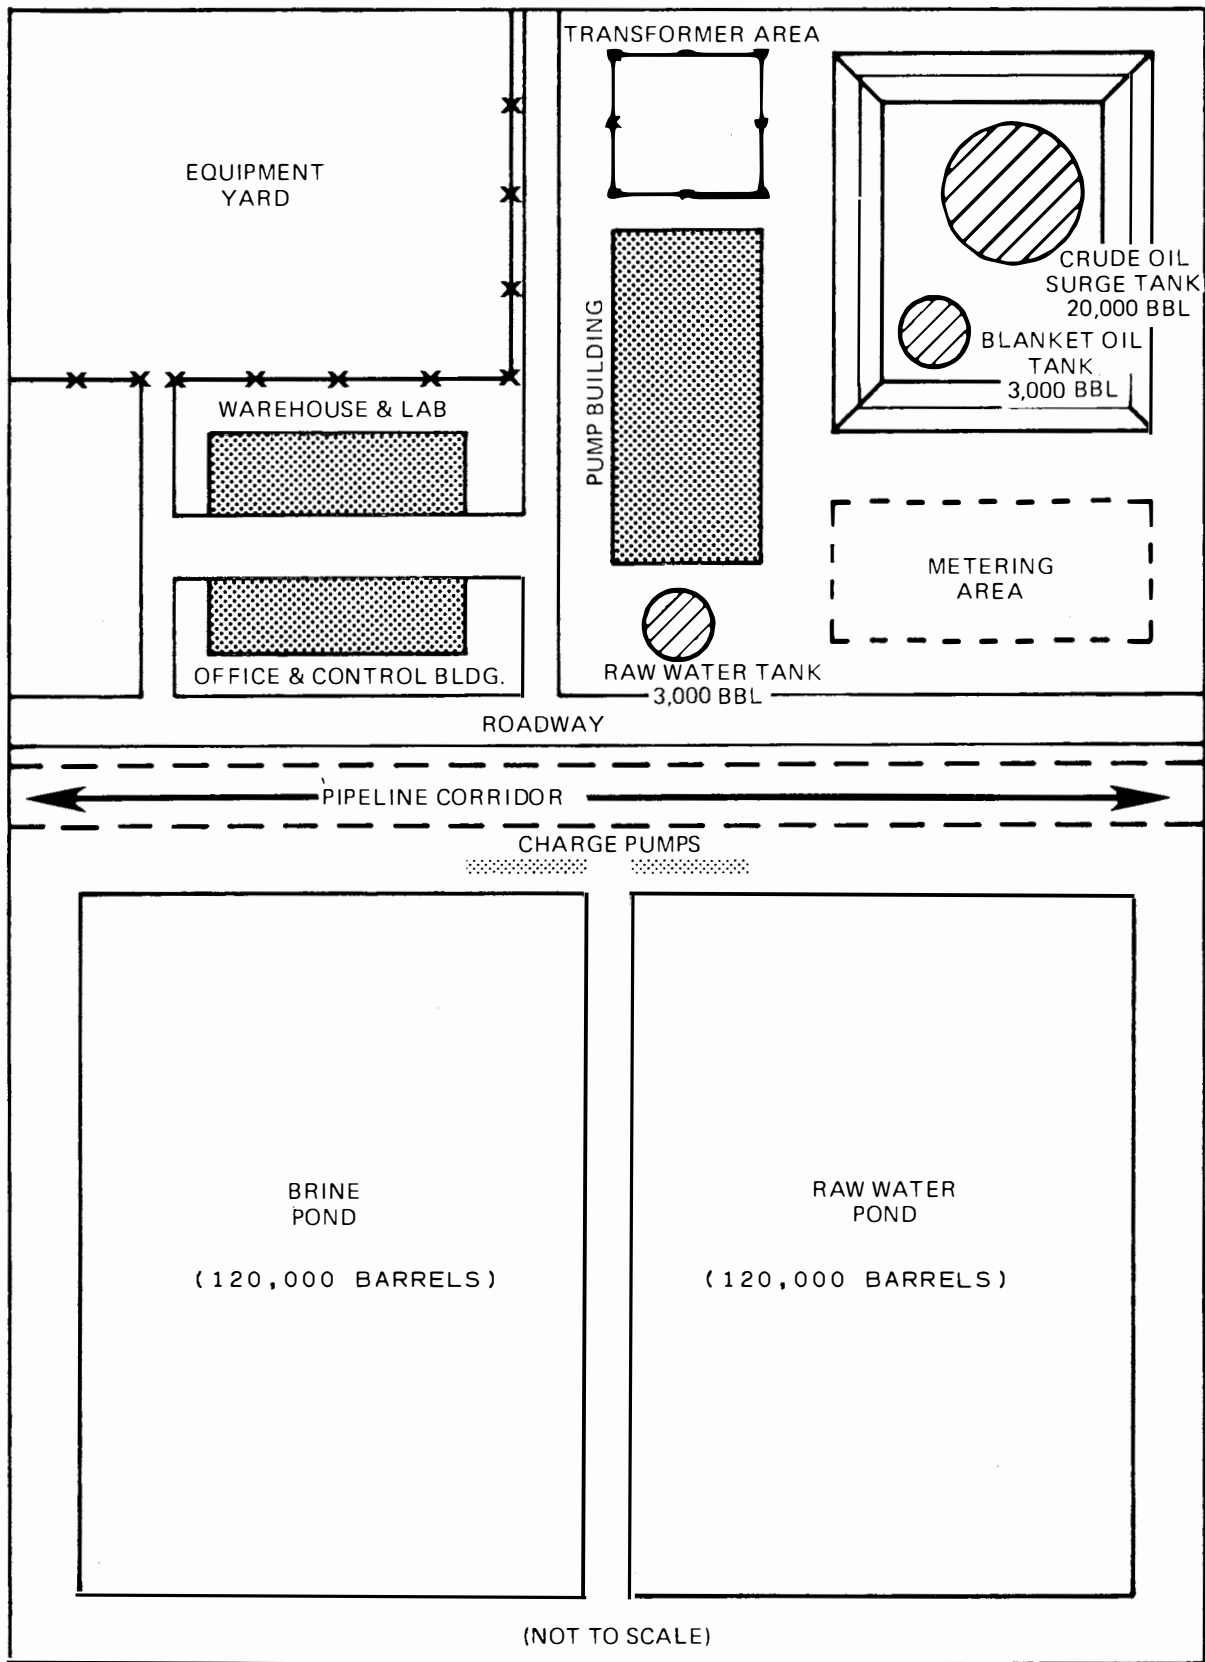 TRANSFORMER AREA
EQUIPMENT
YARD
CRUDE OIL
SURGE TANK
20,000 BBL
BLANKET OIL
TANK
3,000 BBL
PUMP BUILDING
WAREHOUSE & LAB
METERING
AREA
OFFICE & CONTROL BLDG.
RAW WATER TANK
3,000 BBL
ROADWAY
PIPELINE CORRIDOR
CHARGE PUMPS
BRINE
POND
(120,000 BARRELS)
RAW WATER
POND
(120,000 BARRELS)
(NOT TO SCALE)